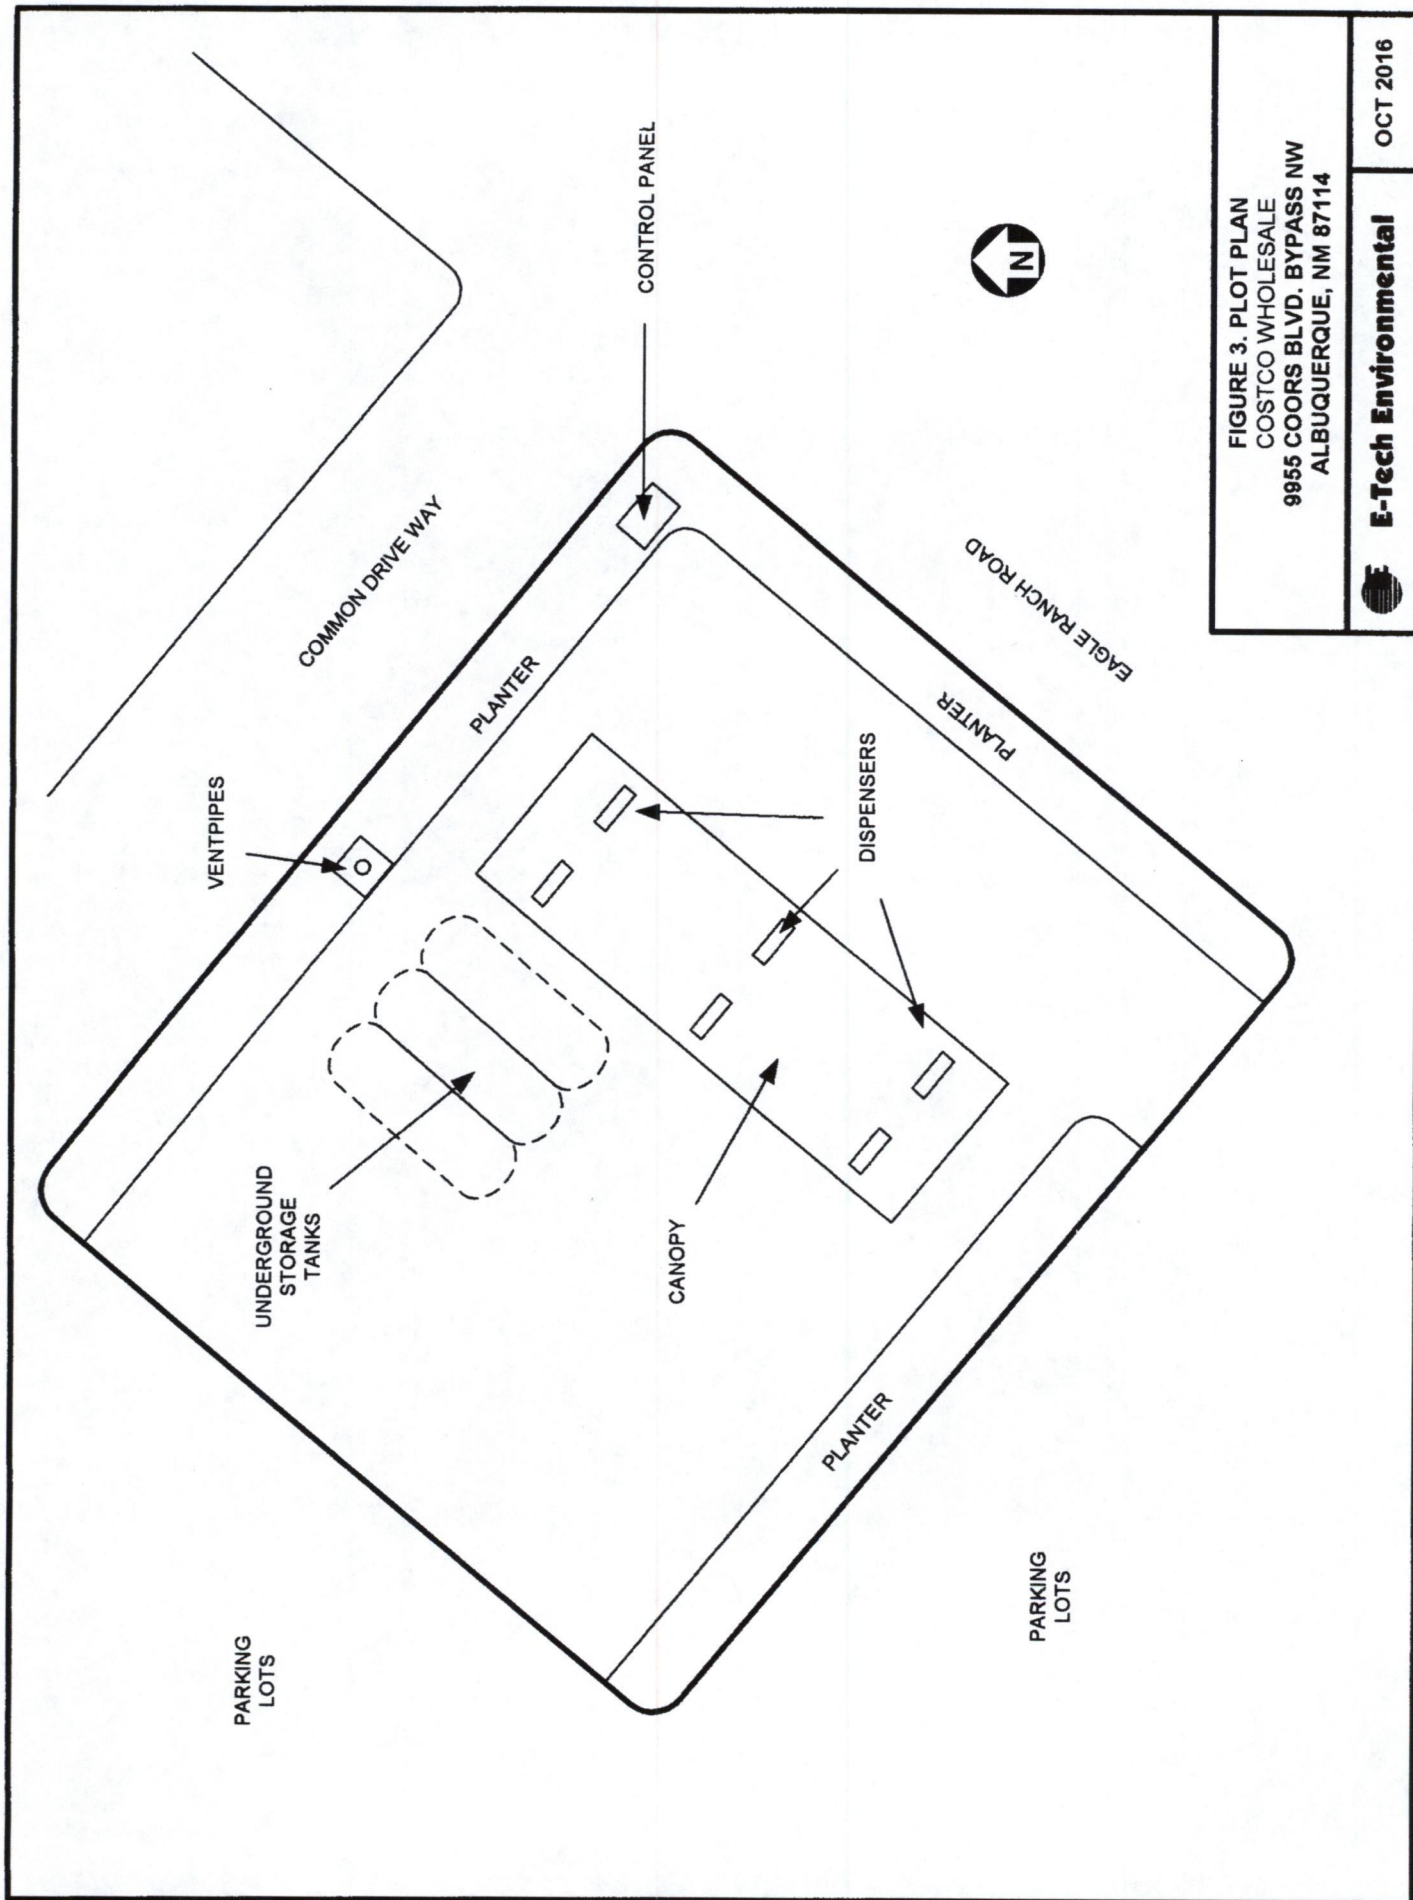 COMMON DRIVE WAY
VENTPIPES
PLANTER
CONTROL PANEL
UNDERGROUND
STORAGE
TANKS
PARKING
LOTS
CANOPY
DISPENSERS
PLANTER
EAGLE RANCH ROAD
PLANTER
N
PARKING
LOTS
FIGURE 3. PLOT PLAN
COSTCO WHOLESALE
9955 COORS BLVD. BYPASS NW
ALBUQUERQUE, NM 87114
E-Tech Environmental
OCT 2016